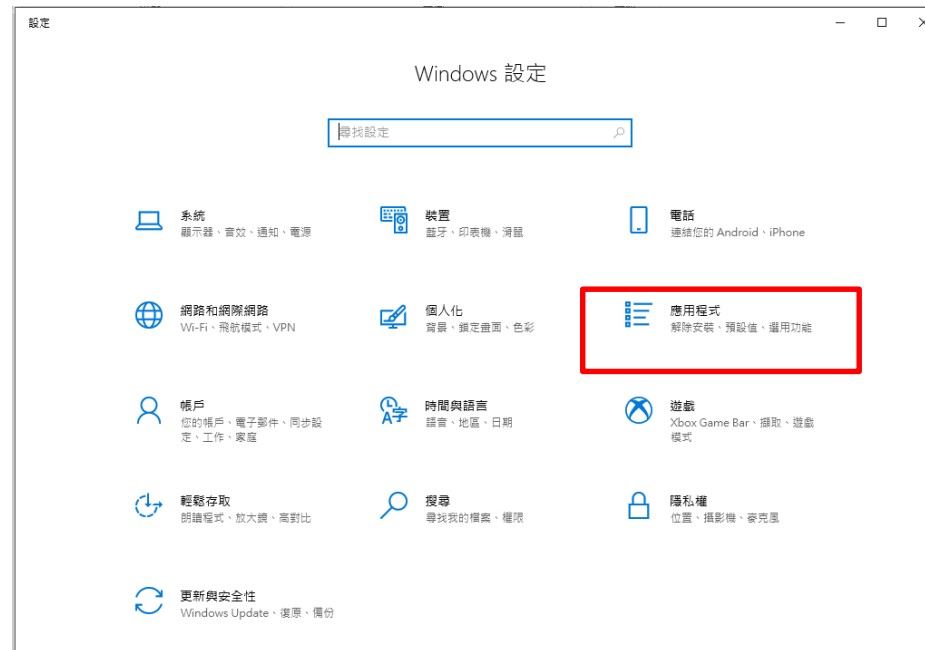 設定
Windows 設定
尋找設定
系統
顯示器、音效、通知、電源
裝置
藍牙、印表機、滑鼠
電話
連結您的 Android、iPhone
網路和網際網路
Wi-Fi、飛航模式、VPN
個人化
背景、鎖定畫面、色彩
應用程式
解除安裝、預設值、選用功能
帳戶
您的帳戶、電子郵件、同步設
定、工作、家庭
時間與語言
語音、地區、日期
遊戲
Xbox Game Bar、擷取、遊戲
模式
輕鬆存取
朗讀程式、放大鏡、高對比
搜尋
尋找我的檔案、權限
隱私權
位置、攝影機、麥克風
更新與安全性
Windows Update、復原、備份